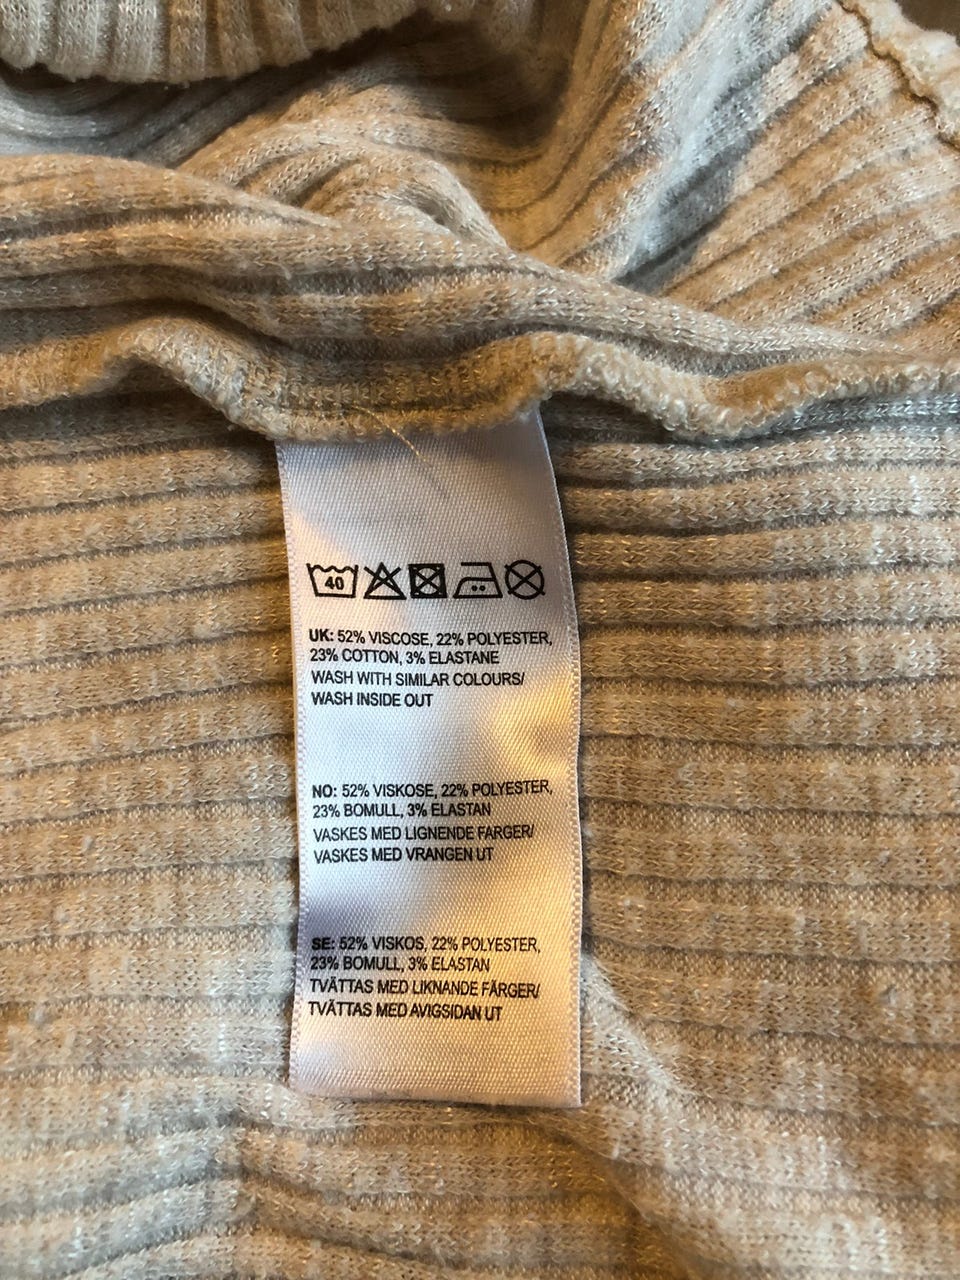 40
UK: 52% VISCOSE, 22% POLYESTER,
23% COTTON, 3% ELASTANE
WASH WITH SIMILAR COLOURS/
WASH INSIDE OUT
NO: 52% VISKOSE, 22% POLYESTER,
23% BOMULL, 3% ELASTAN
VASKES MED LIGNENDE FARGER/
VASKES MED VRANGEN UT
SE: 52% VISKOS, 22% POLYESTER,
23% BOMULL, 3% ELASTAN
TVÄTTAS MED LIKNANDE FÄRGER/
TVÄTTAS MED AVIGSIDAN UT